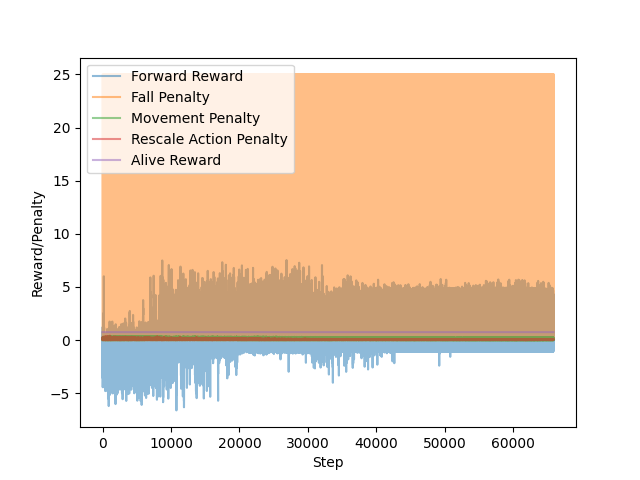 25
20
15
10
5
0
−5
Reward/Penalty
Forward Reward
Fall Penalty
Movement Penalty
Rescale Action Penalty
Alive Reward
0 10000 20000 30000 40000 50000 60000
Step